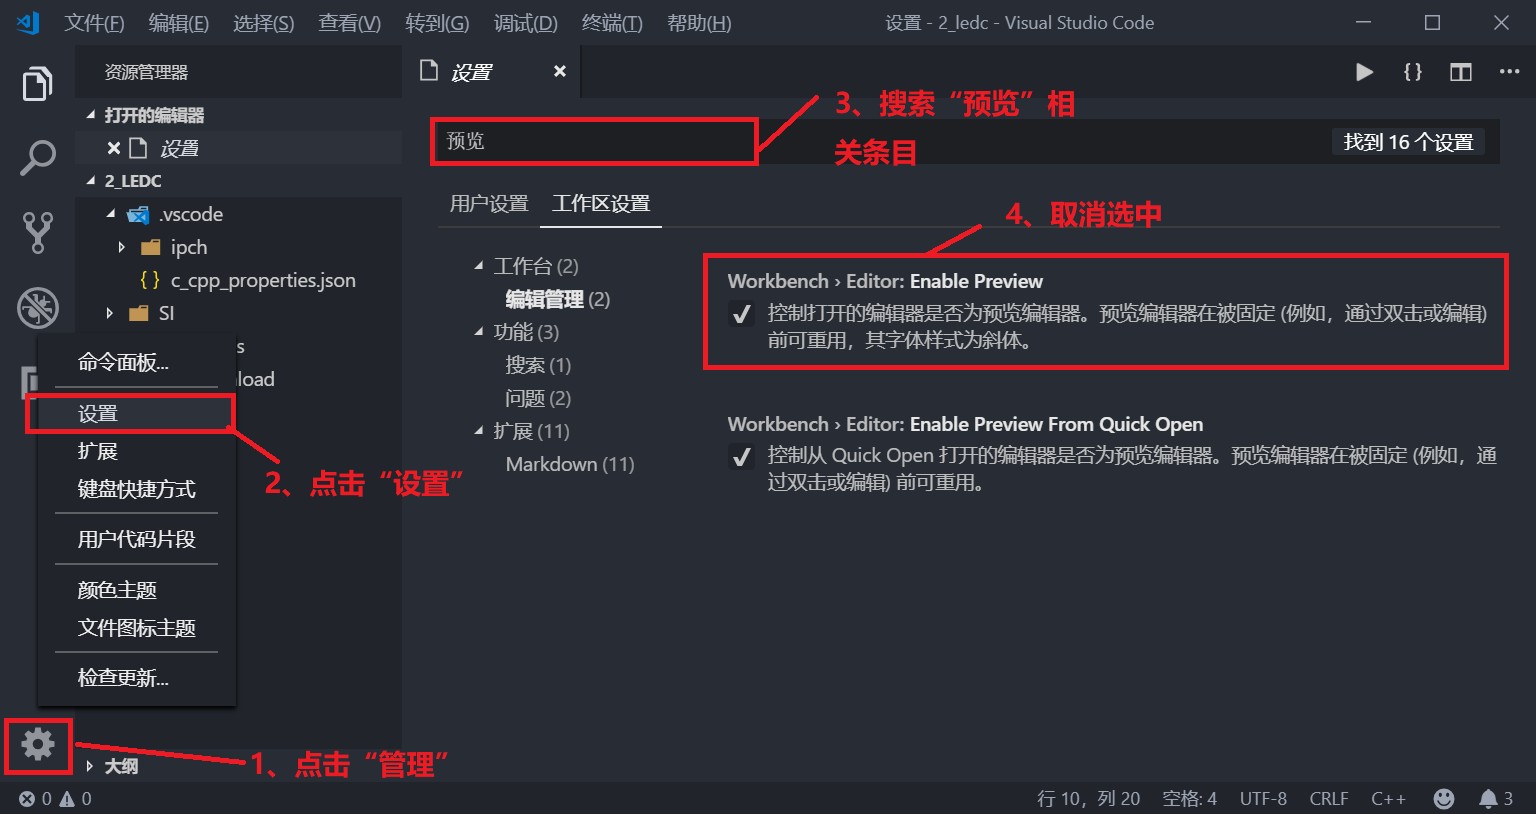 文件(F) 编辑(E) 选择(S) 查看(V) 转到(G) 调试(D) 终端(T) 帮助(H) 设置 - 2_ledc - Visual Studio Code
资源管理器
设置
打开的编辑器
设置
2_LEDC
.vscode
ipch
c_cpp_properties.json
SI
s
load
命令面板...
设置
扩展
键盘快捷方式
用户代码片段
颜色主题
文件图标主题
检查更新...
大纲
1、点击“管理”
2、点击“设置”
3、搜索“预览”相
关条目
预览
找到 16 个设置
用户设置 工作区设置
4、取消选中
工作台 (2)
编辑管理 (2)
功能 (3)
搜索 (1)
问题 (2)
扩展 (11)
Markdown (11)
Workbench › Editor: Enable Preview
控制打开的编辑器是否为预览编辑器。预览编辑器在被固定 (例如，通过双击或编辑)
前可重用，其字体样式为斜体。
Workbench › Editor: Enable Preview From Quick Open
控制从 Quick Open 打开的编辑器是否为预览编辑器。预览编辑器在被固定 (例如，通
过双击或编辑) 前可重用。
0 0 行 10，列 20 空格: 4 UTF-8 CRLF C++ 3